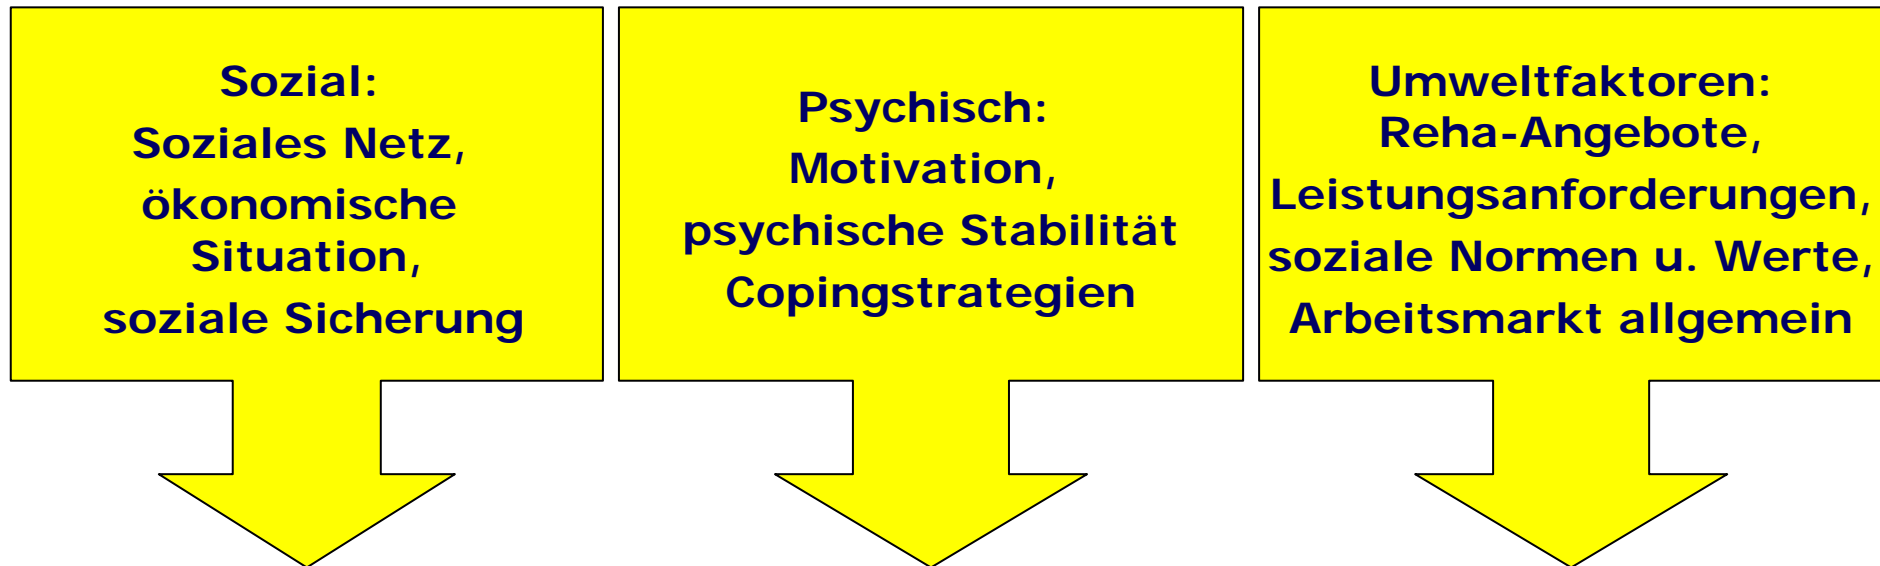 Sozial:
Soziales Netz,
ökonomische
Situation,
soziale Sicherung
Psychisch:
Motivation,
psychische Stabilität
Copingstrategien
Umweltfaktoren:
Reha-Angebote,
Leistungsanforderungen,
soziale Normen u. Werte,
Arbeitsmarkt allgemein